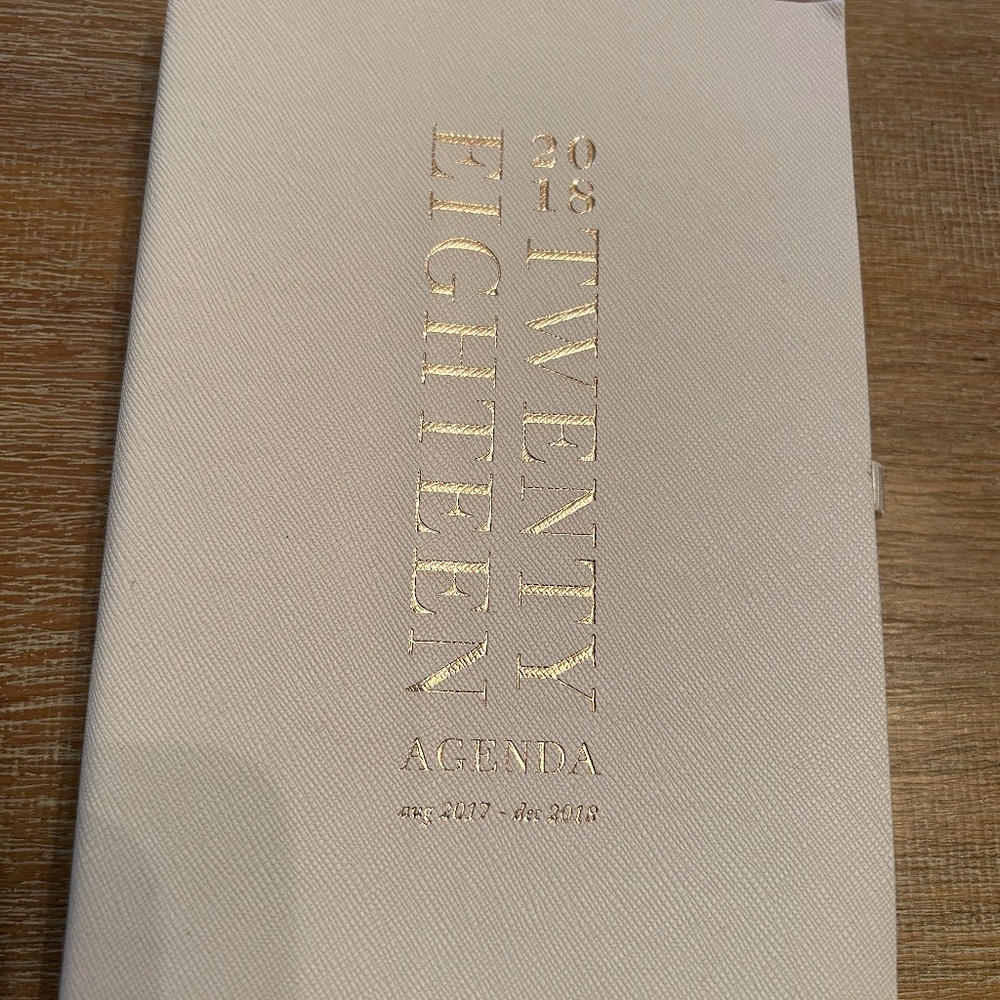 20
18
TWENTY
EIGHTEEN
AGENDA
aug 2017 - dec 2018